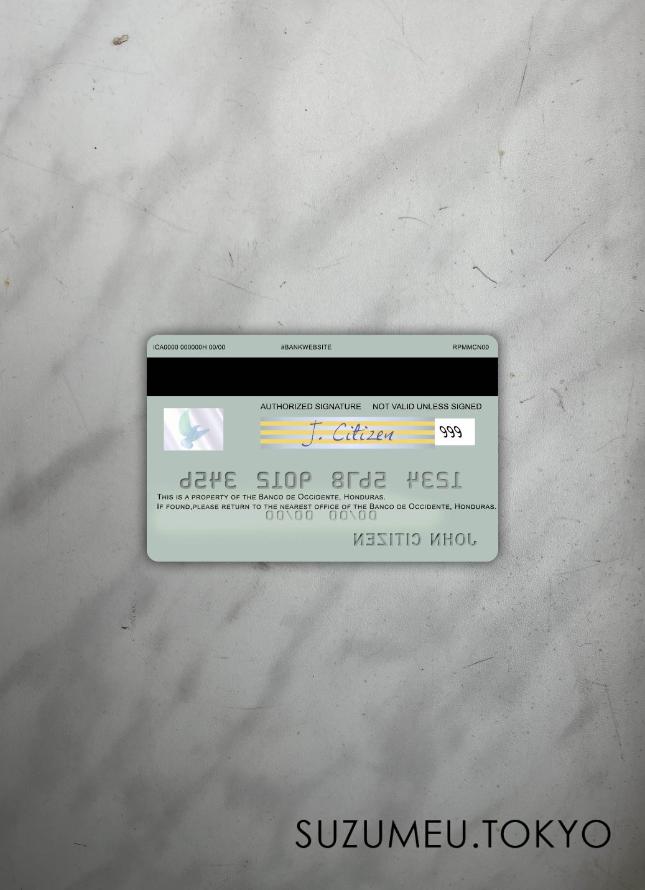 ICA0000 000000H 00/00 #BANKWEBSITE RPMMCN00
AUTHORIZED SIGNATURE NOT VALID UNLESS SIGNED
J. Citizen 999
1234 5678 9012 3456
THIS IS A PROPERTY OF THE BANCO DE OCCIDENTE, HONDURAS.
IF FOUND,PLEASE RETURN TO THE NEAREST OFFICE OF THE BANCO DE OCCIDENTE, HONDURAS.
00/00 00/00
JOHN CITIZEN
SUZUMEU.TOKYO